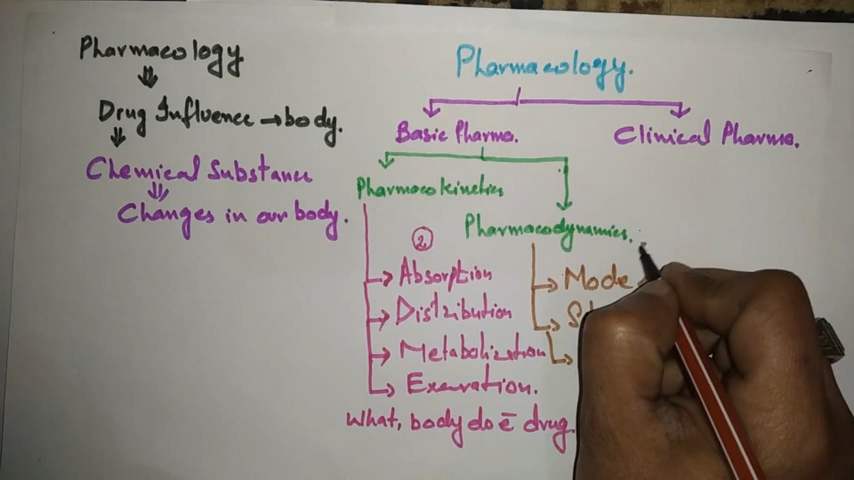 Pharmacology
Drug Influence → body.
Chemical Substance
Changes in our body.
Pharmacology.
Basic Pharma.
Clinical Pharma.
Pharmacokinetics
Pharmacodynamics.
2
Absorption
Distribution
Metabolization
Mode
What, body do c̄ drug.